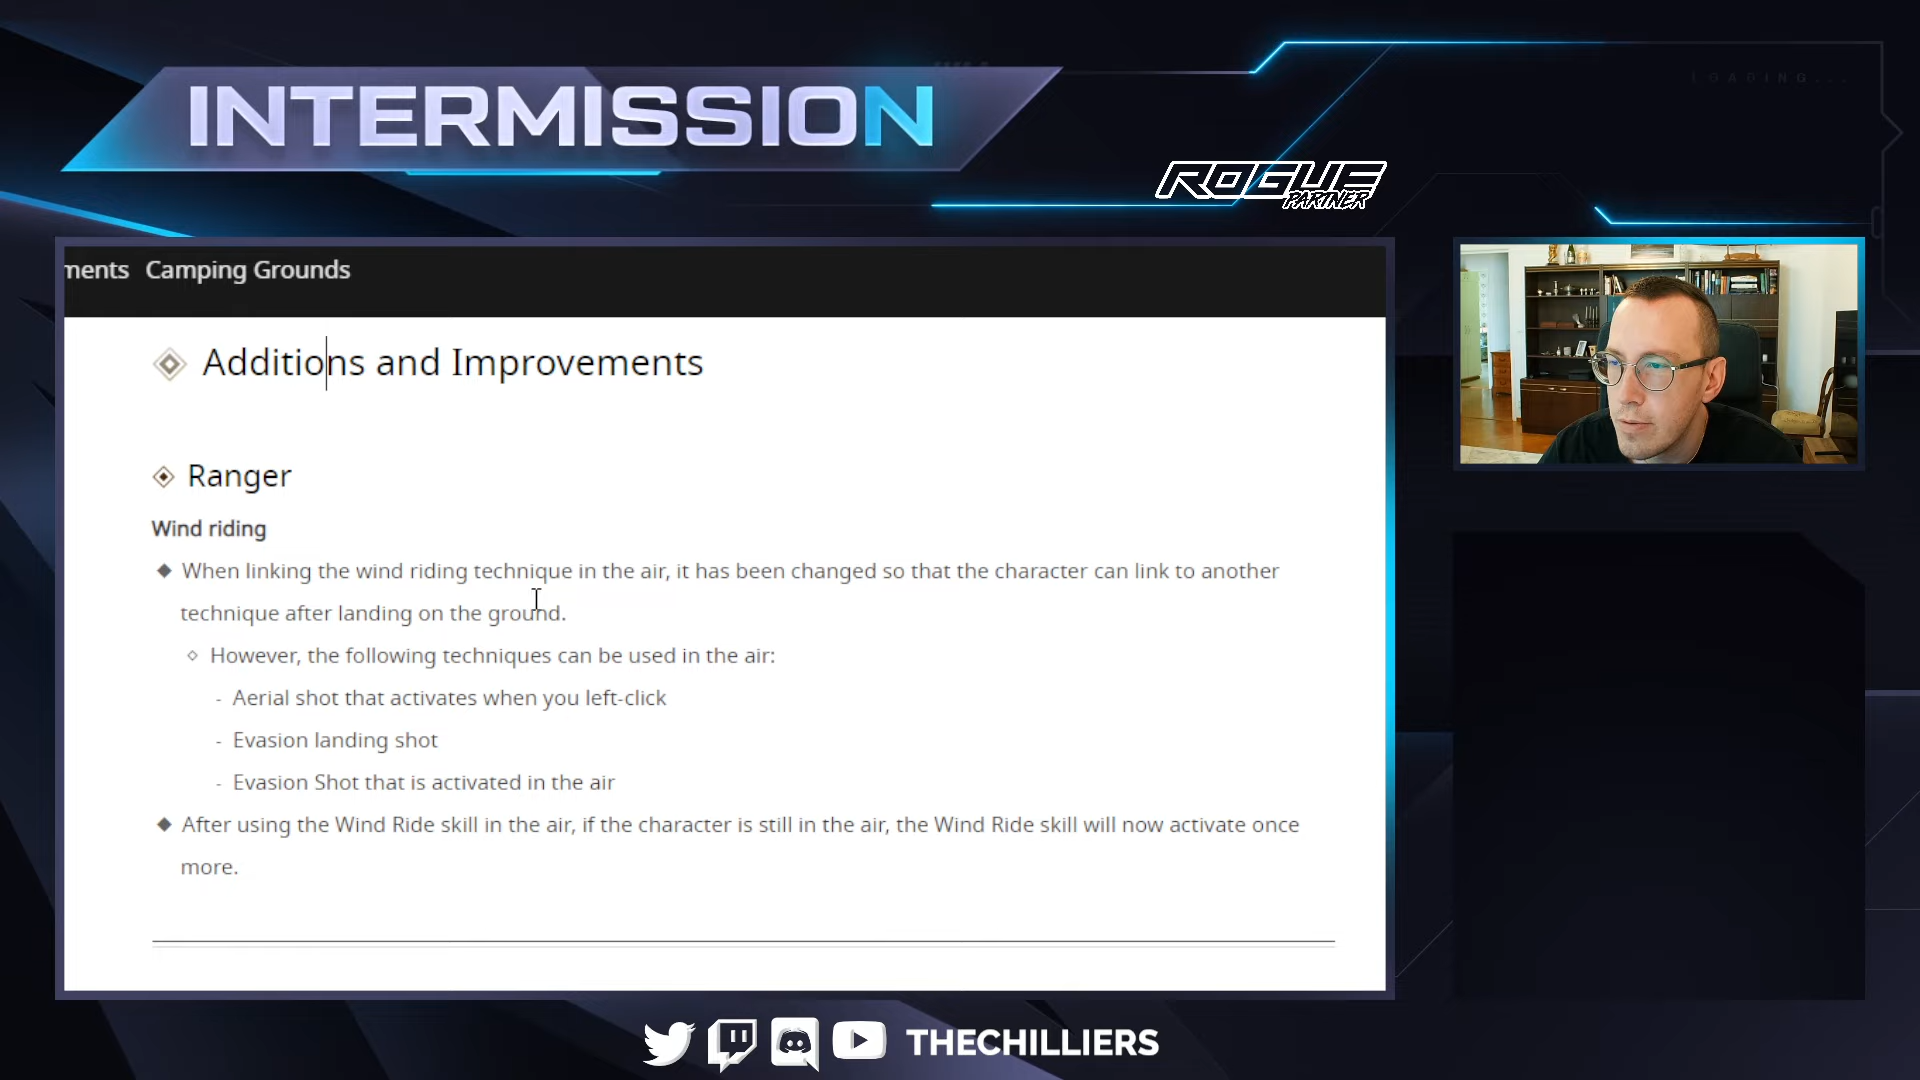 INTERMISSION
LOADING...
ROGUE
PARTNER
ments Camping Grounds
Additions and Improvements
Ranger
Wind riding
When linking the wind riding technique in the air, it has been changed so that the character can link to another
technique after landing on the ground.
However, the following techniques can be used in the air:
- Aerial shot that activates when you left-click
- Evasion landing shot
- Evasion Shot that is activated in the air
After using the Wind Ride skill in the air, if the character is still in the air, the Wind Ride skill will now activate once
more.
THECHILLIERS